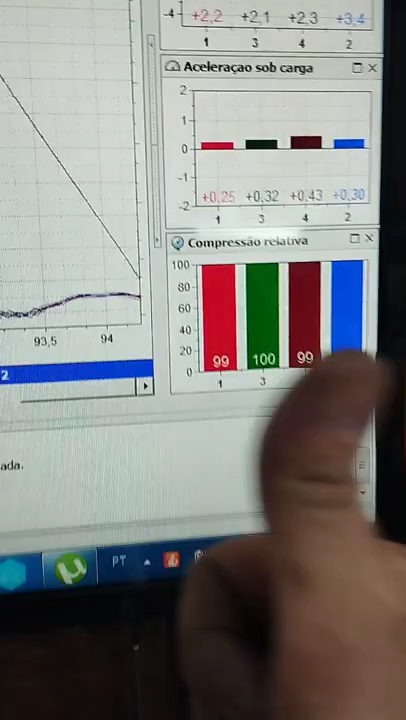 -4
+2,2 +2,1 +2,3 +3,4
1 3 4 2
Aceleraçao sob carga
2
1
0
-1
-2
+0,25 +0,32 +0,43 +0,30
1 3 4 2
Compressão relativa
100
80
60
40
20
0
99 100 99
1 3
93,5 94
2
ada.
PT